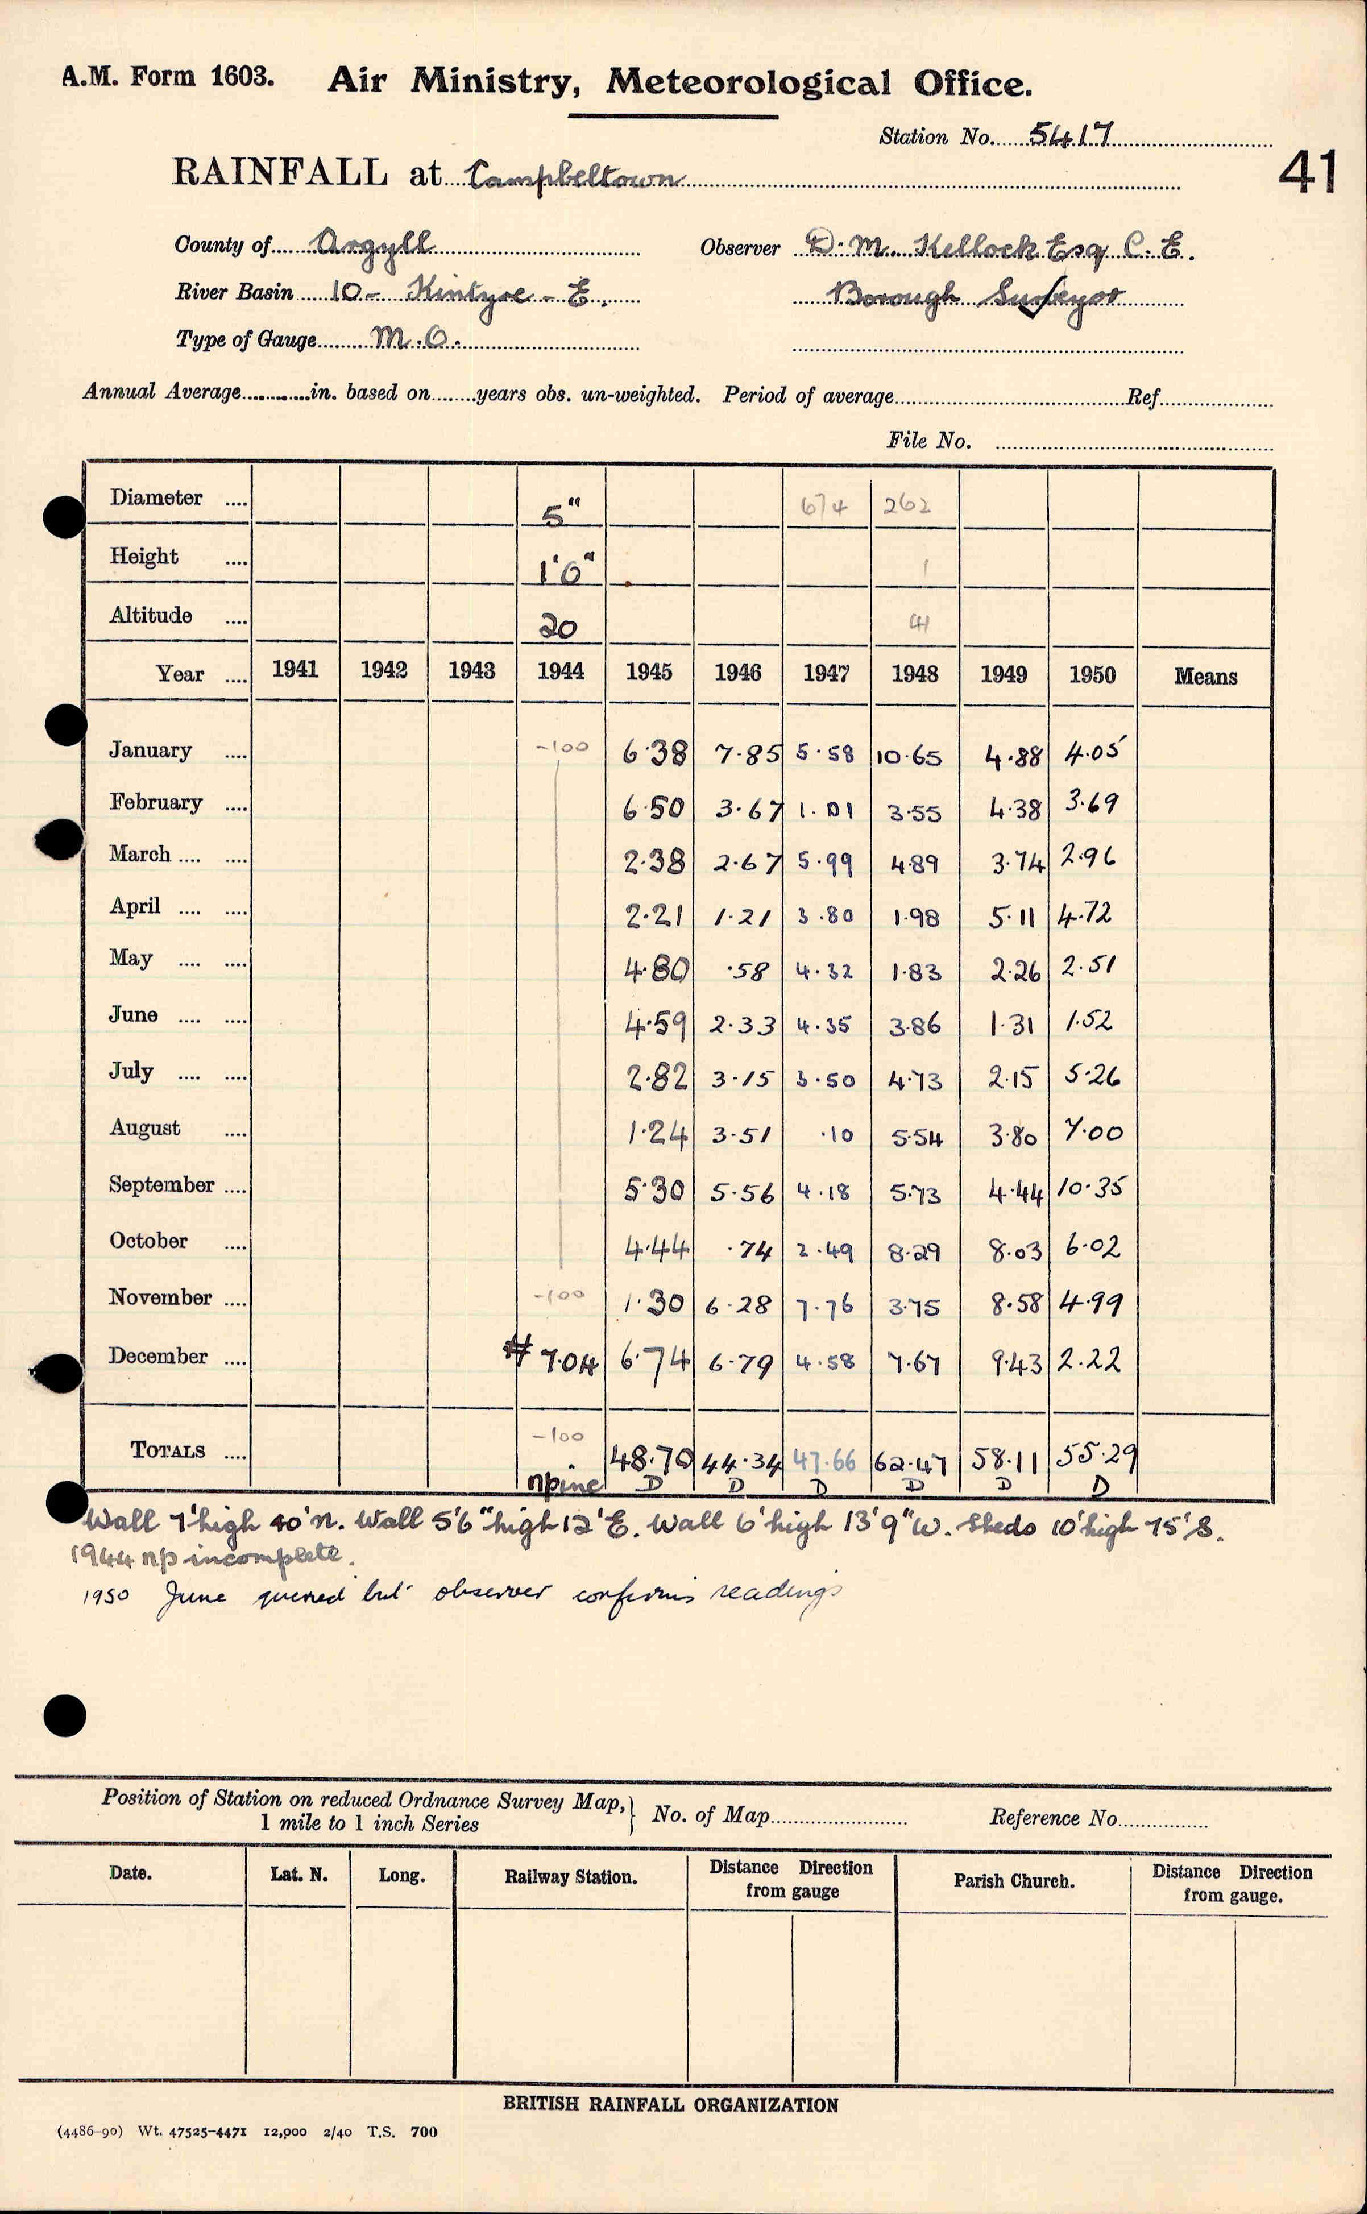 A.M. Form 1603. Air Ministry, Meteorological Office.
Station No. 5417
41
RAINFALL at Campbeltown
County of Argyll Observer D. M. Kellock Esq C. E.
River Basin 10 - Kintyre - E. Borough Surveyor
Type of Gauge M.O.
Annual Average in. based on years obs. un-weighted. Period of average Ref
File No.
Diameter 5" 674 262
Height 1'0" 1
Altitude 20 41
Year 1941 1942 1943 1944 1945 1946 1947 1948 1949 1950 Means
January -100 6.38 7.85 5.58 10.65 4.88 4.05
February 6.50 3.67 1.01 3.55 4.38 3.69
March 2.38 2.67 5.99 4.89 3.74 2.96
April 2.21 1.21 3.80 1.98 5.11 4.72
May 4.80 .58 4.32 1.83 2.26 2.51
June 4.59 2.33 4.35 3.86 1.31 1.52
July 2.82 3.15 3.50 4.73 2.15 5.26
August 1.24 3.51 .10 5.54 3.80 7.00
September 5.30 5.56 4.18 5.73 4.44 10.35
October 4.44 .74 2.49 8.29 8.03 6.02
November -100 1.30 6.28 7.76 3.75 8.58 4.99
December # 7.04 6.74 6.79 4.58 7.67 9.43 2.22
TOTALS -100 48.70 44.34 47.66 62.47 58.11 55.29
npinc D D D D D D
Wall 7' high 40' N. Wall 5'6" high 12' E. Wall 6' high 13'9" W. Sheds 10' high 75' S.
1944 np incomplete.
1950 June queried but observer confirms readings
Position of Station on reduced Ordnance Survey Map,
1 mile to 1 inch Series } No. of Map Reference No.
Date. Lat. N. Long. Railway Station. Distance Direction from gauge Parish Church. Distance Direction from gauge.
BRITISH RAINFALL ORGANIZATION
(4486-90) Wt. 47525-4471 12,000 2/40 T.S. 700